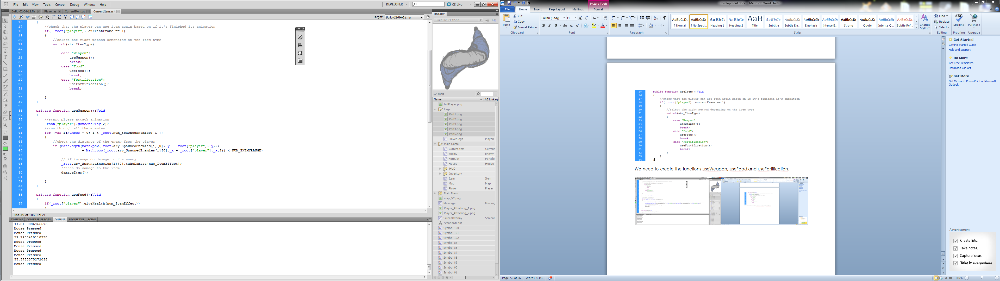 File Edit View Tools Control Debug Window Help
DEVELOPER
CS Live
Build-02-04-12.fla Player.as CurrentItem.as CurrentItem.as*
Target: Build-02-04-12.fla
16 {
17 //check that the player can use item again based on if it's finished its animation
18 if( _root["player"]._currentFrame == 1)
19 {
20 //select the right method depending on the item type
21 switch(str_ItemType)
22 {
23 case "Weapon":
24 useWeapon();
25 break;
26 case "Food":
27 useFood();
28 break;
29 case "Fortification":
30 useFortification();
31 break;
32 }
33 }
34 }
35
36 private function useWeapon():Void
37 {
38 //start plyers attack animation
39 _root["player"].gotoAndPlay(2);
40 //run through all the enemies
41 for (var i:Number = 0; i < _root.num_SpawnedEnemies; i++)
42 {
43 //check the distance of the enemy from the player
44 if (Math.sqrt(Math.pow(_root.ary_SpawnedEnemies[i][0]._y - _root["player"]._y,2)
45 + Math.pow(_root.ary_SpawnedEnemies[i][0]._x - _root["player"]._x,2)) < NUM_ENEMYRANGE)
46 {
47 // if inrange do damage to the enemy
48 _root.ary_SpawnedEnemies[i][0].takeDamage(num_ItemEffect);
49 //then do damage to the item
50 damageItem();
51 }
52 }
53 }
54
55 private function useFood():Void
56 {
57 if(_root["player"].giveHealth(num_ItemEffect))
58
Line 49 of 106, Col 21
TIMELINE COMPILER ERRORS OUTPUT PROPERTIES SCENE
44.8150086466576
Mouse Pressed
Mouse Pressed
59.7400410110338
Mouse Pressed
Mouse Pressed
Mouse Pressed
Mouse Pressed
55.5730375272038
Mouse Pressed
LIBRARY
Build-02-04-12.fla
154 items
Name AS Linkag
fullPlayer.png
Legs
Part1.png
Part2.png
Part3.png
Part4.png
Part5.png
PlayerLegs PlayerL
Main Game
CurrentItem Current
Enemy Enemy
FortSlot FortSlo
House House
HUD
Inventory
Item Item
Map Map
Player Player
Main Menu
map_V2.png
Message Messag
Player_Attacking_1.png
Player_Attacking_2.png
ScreenOverlay ScreenC
StandardFont
Symbol 100
Symbol 101
Symbol 102
Symbol 85
Symbol 86
Symbol 87
Symbol 88
Symbol 89
Symbol 90
Symbol 91
Picture Tools
Development.docx - Microsoft Word Starter
File Home Insert Page Layout Mailings Format
Paste
Cut
Copy
Format Painter
Clipboard
Calibri (Body) 11
Font
Paragraph
AaBbCcDc AaBbCcDc AaBbC AaBbCc AaB AaBbCc. AaBbCcDc AaBbCcDc AaBbCcDc AaBbCcDc AaBbCcDc AaBbCcDc AABBCCDC
¶ Normal ¶ No Spaci... Heading 1 Heading 2 Title Subtitle Subtle Em... Emphasis Intense E... Strong Quote Intense Q... Subtle Ref...
Styles
Change Styles
Find
Replace
Select
Editing
Spelling
Proofing
Purchase
Upgrade
15 public function useItem():Void
16 {
17 //check that the player can use item again based on if it's finished it's animation
18 if( _root["player"]._currentFrame == 1)
19 {
20 //select the right method depending on the item type
21 switch(str_ItemType)
22 {
23 case "Weapon":
24 useWeapon();
25 break;
26 case "Food":
27 useFood();
28 break;
29 case "Fortification":
30 useFortification();
31 break;
32 }
33 }
34 }
We need to create the functions useWeapon, useFood and useFortification.
Get Started
Getting Started Guide
Help and Support
Do More
Get Free Templates
Download Clip Art
Get More
Get Microsoft PowerPoint or Microsoft Outlook
Advertisement
Create lists.
Take notes.
Capture ideas.
Take it everywhere.
Page: 56 of 56 Words: 4,442
110%